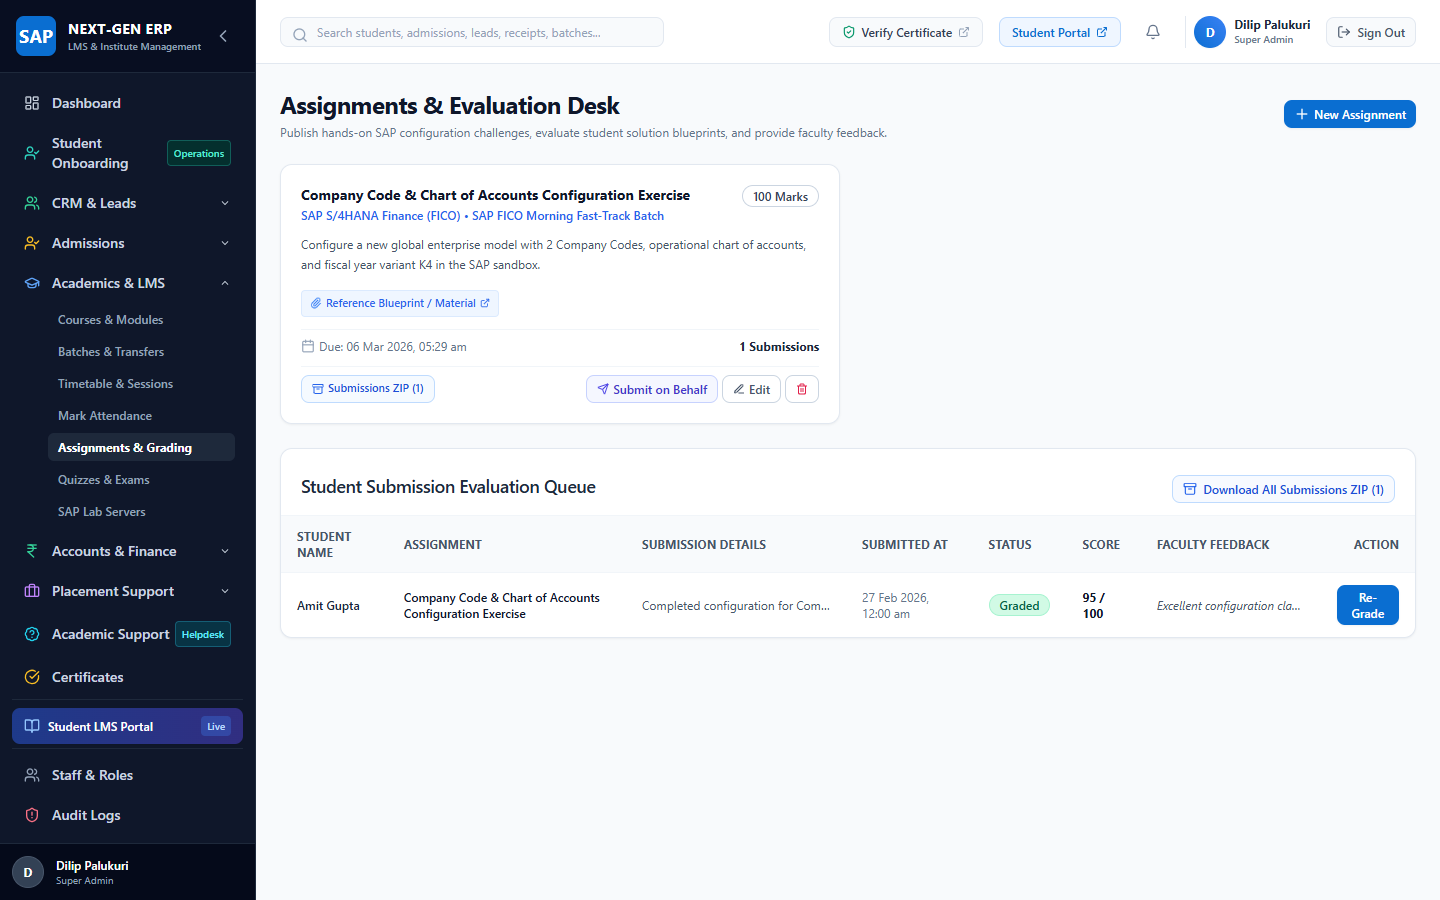 SAP
NEXT-GEN ERP
LMS & Institute Management
Search students, admissions, leads, receipts, batches...
Verify Certificate
Student Portal
D
Dilip Palukuri
Super Admin
Sign Out
Dashboard
Student
Onboarding
Operations
CRM & Leads
Admissions
Academics & LMS
Courses & Modules
Batches & Transfers
Timetable & Sessions
Mark Attendance
Assignments & Grading
Quizzes & Exams
SAP Lab Servers
Accounts & Finance
Placement Support
Academic Support
Helpdesk
Certificates
Student LMS Portal
Live
Staff & Roles
Audit Logs
D
Dilip Palukuri
Super Admin
Assignments & Evaluation Desk
Publish hands-on SAP configuration challenges, evaluate student solution blueprints, and provide faculty feedback.
New Assignment
Company Code & Chart of Accounts Configuration Exercise
100 Marks
SAP S/4HANA Finance (FICO) • SAP FICO Morning Fast-Track Batch
Configure a new global enterprise model with 2 Company Codes, operational chart of accounts,
and fiscal year variant K4 in the SAP sandbox.
Reference Blueprint / Material
Due: 06 Mar 2026, 05:29 am
1 Submissions
Submissions ZIP (1)
Submit on Behalf
Edit
Student Submission Evaluation Queue
Download All Submissions ZIP (1)
STUDENT
NAME
ASSIGNMENT
SUBMISSION DETAILS
SUBMITTED AT
STATUS
SCORE
FACULTY FEEDBACK
ACTION
Amit Gupta
Company Code & Chart of Accounts
Configuration Exercise
Completed configuration for Com...
27 Feb 2026,
12:00 am
Graded
95 /
100
Excellent configuration cla...
Re-
Grade